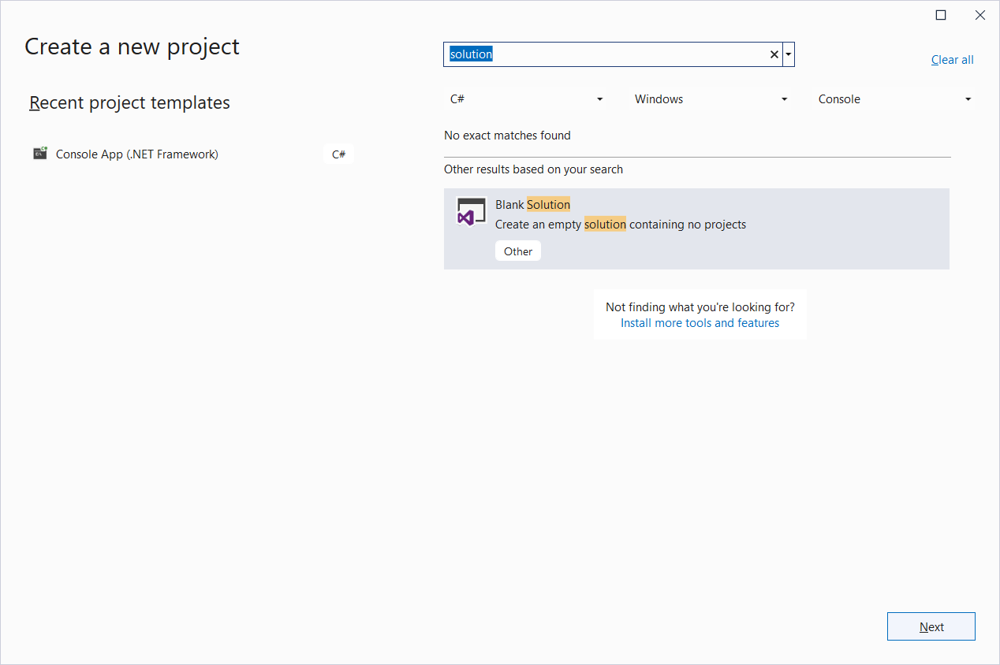 Create a new project
solution
Clear all
Recent project templates
C#
Windows
Console
No exact matches found
Console App (.NET Framework)
C#
Other results based on your search
Blank Solution
Create an empty solution containing no projects
Other
Not finding what you're looking for?
Install more tools and features
Next